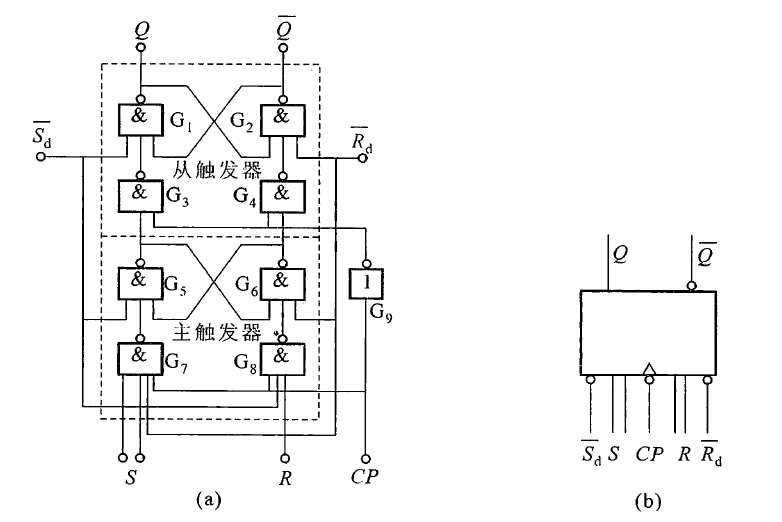 Q Q̅
& G₁ G₂ &
S̅d R̅d
从触发器
& G₃ G₄ &
& G₅ G₆ & 1
G₉
主触发器
& G₇ G₈ &
S R CP
(a)
Q Q̅
S̅d S CP R R̅d
(b)